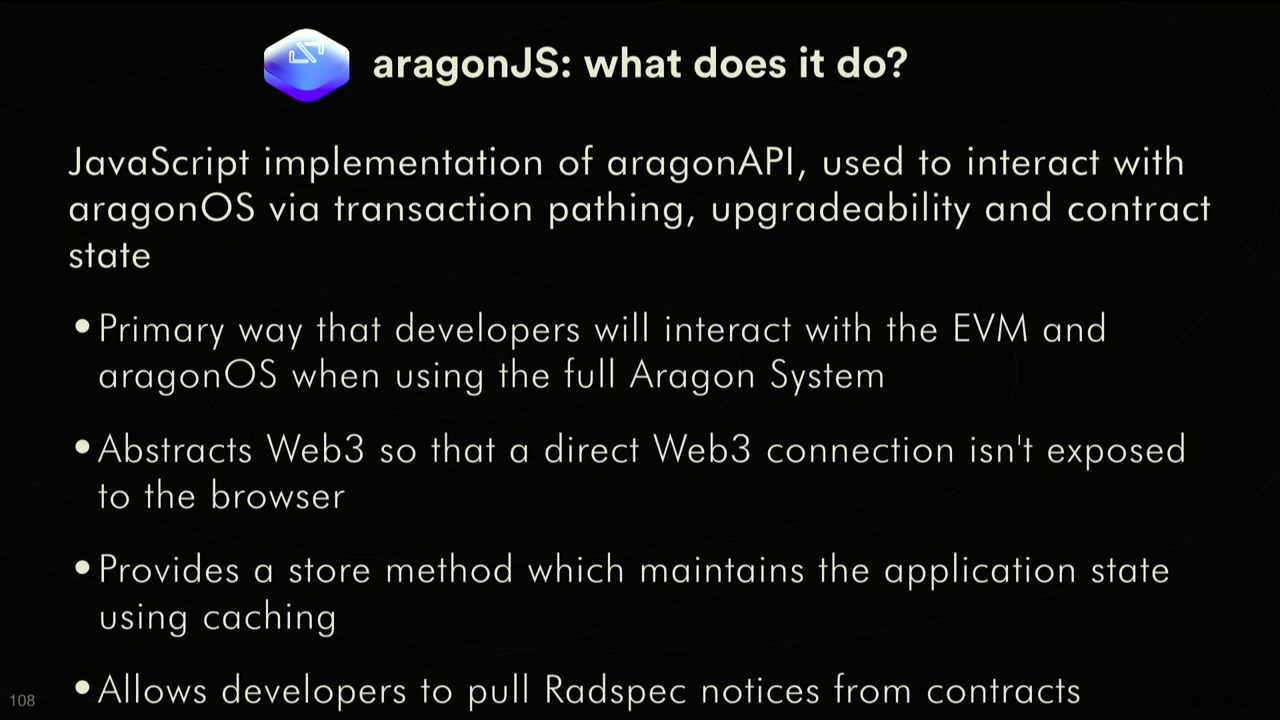 aragonJS: what does it do?
JavaScript implementation of aragonAPI, used to interact with
aragonOS via transaction pathing, upgradeability and contract
state
•Primary way that developers will interact with the EVM and
aragonOS when using the full Aragon System
•Abstracts Web3 so that a direct Web3 connection isn't exposed
to the browser
•Provides a store method which maintains the application state
using caching
•Allows developers to pull Radspec notices from contracts
108